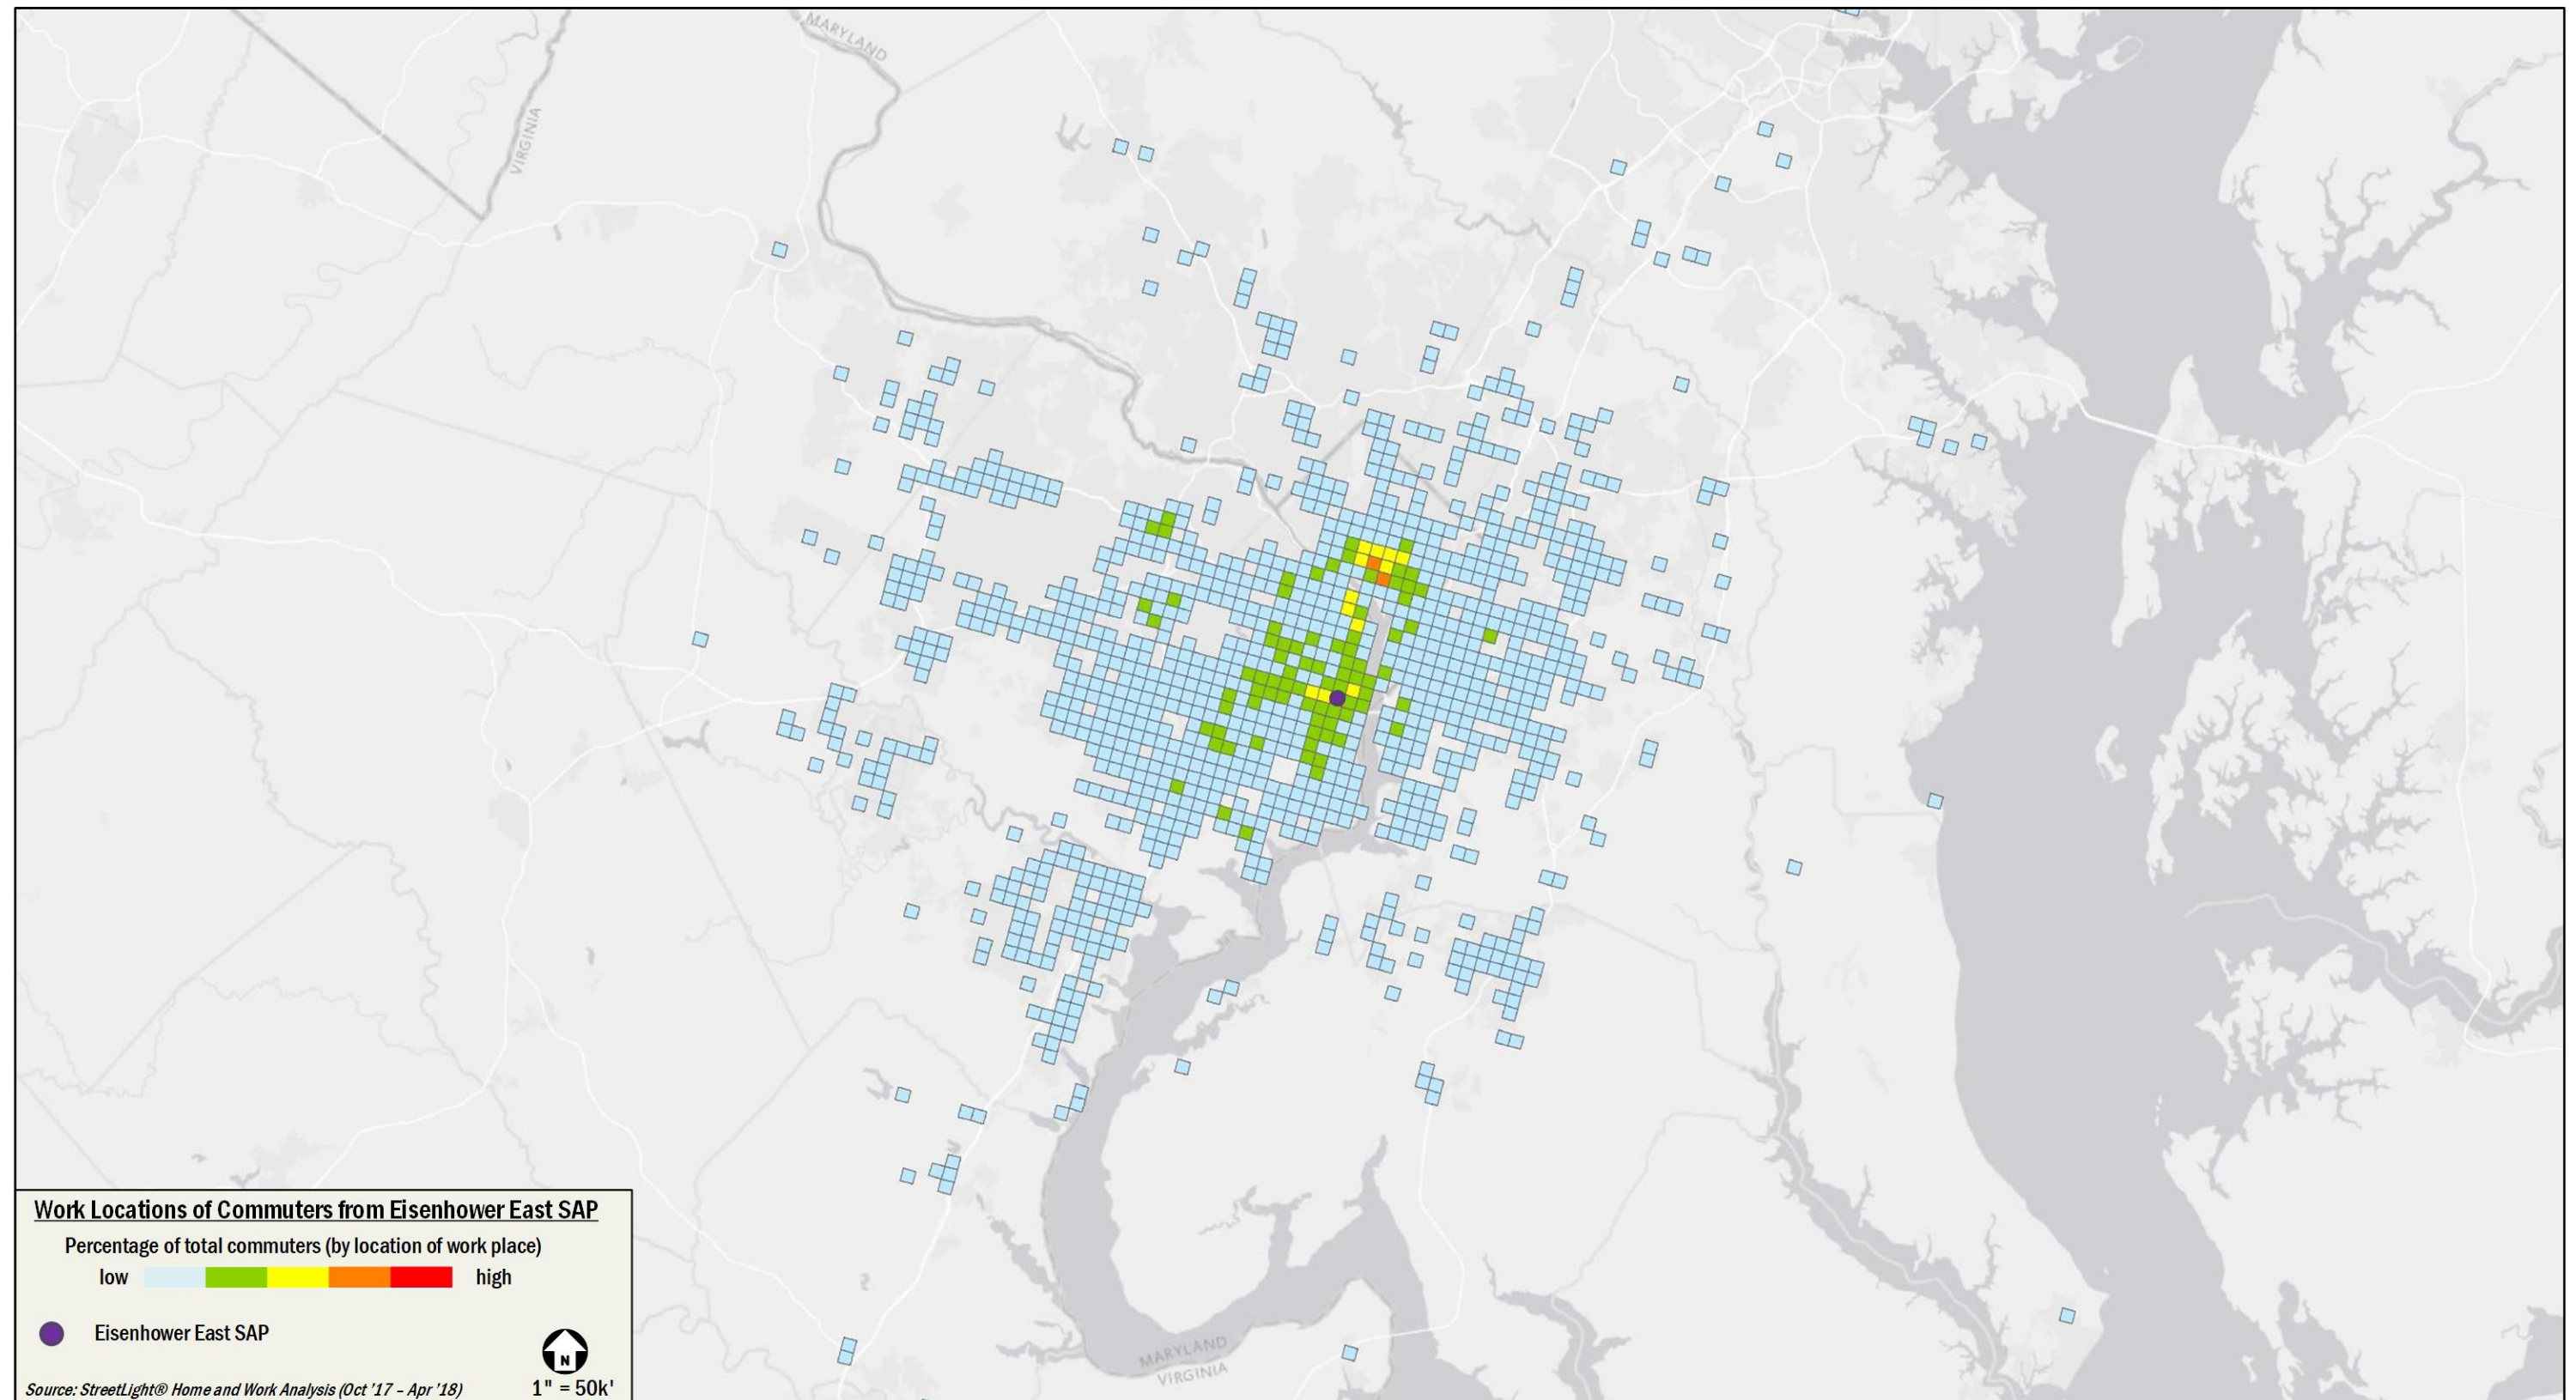 MARYLAND
VIRGINIA
MARYLAND
VIRGINIA
Work Locations of Commuters from Eisenhower East SAP
Percentage of total commuters (by location of work place)
low high
Eisenhower East SAP
N
Source: StreetLight® Home and Work Analysis (Oct '17 – Apr '18)
1" = 50k'